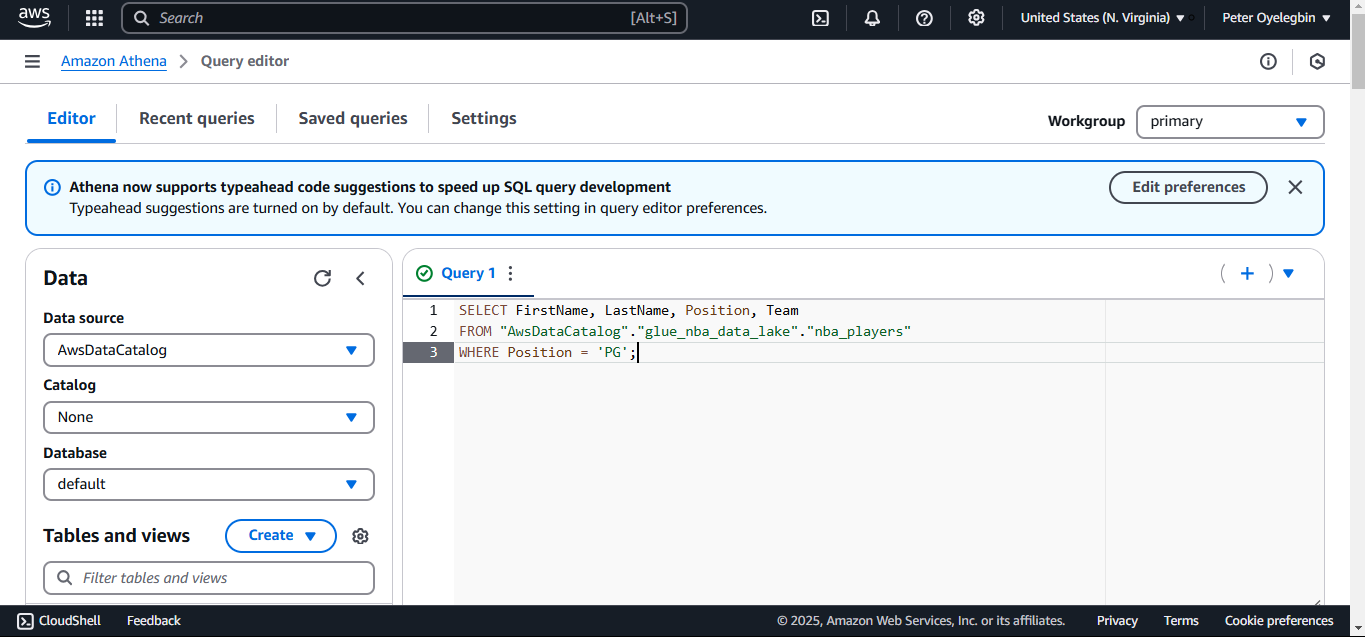 aws Search [Alt+S] United States (N. Virginia) Peter Oyelegbin
Amazon Athena Query editor
Editor Recent queries Saved queries Settings Workgroup primary
Athena now supports typeahead code suggestions to speed up SQL query development
Typeahead suggestions are turned on by default. You can change this setting in query editor preferences.
Edit preferences
Data
Data source
AwsDataCatalog
Catalog
None
Database
default
Tables and views Create
Filter tables and views
Query 1
1 SELECT FirstName, LastName, Position, Team
2 FROM "AwsDataCatalog"."glue_nba_data_lake"."nba_players"
3 WHERE Position = 'PG';
CloudShell Feedback © 2025, Amazon Web Services, Inc. or its affiliates. Privacy Terms Cookie preferences